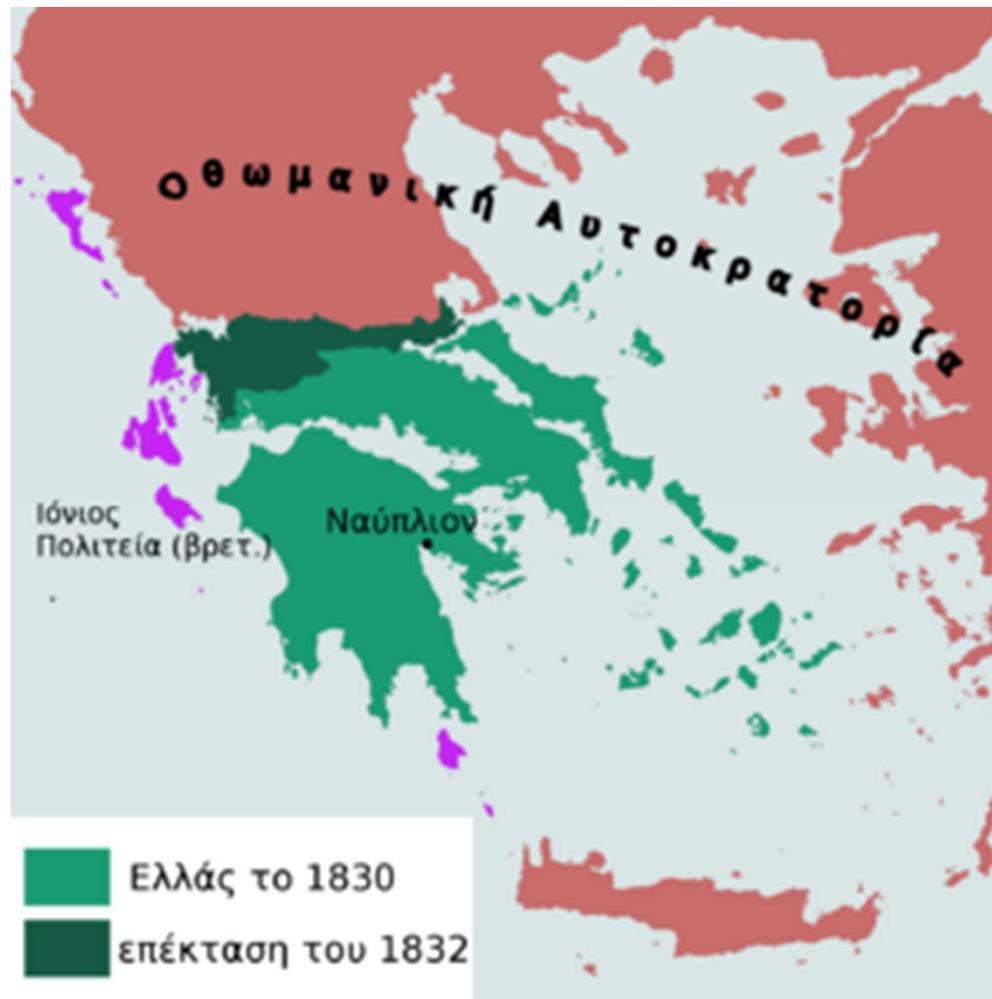 Οθωμανική Αυτοκρατορία
Ναύπλιον
Ιόνιος
Πολιτεία (βρετ.)
Ελλάς το 1830
επέκταση του 1832